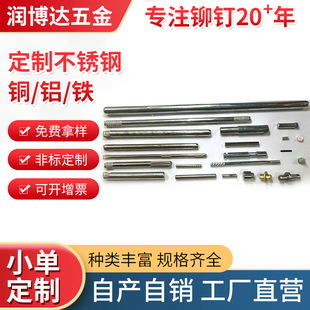 润博达五金
专注铆钉20+年
定制不锈钢
铜/铝/铁
免费拿样
非标定制
可开增票
小单
定制
种类丰富 规格齐全
自产自销 工厂直营